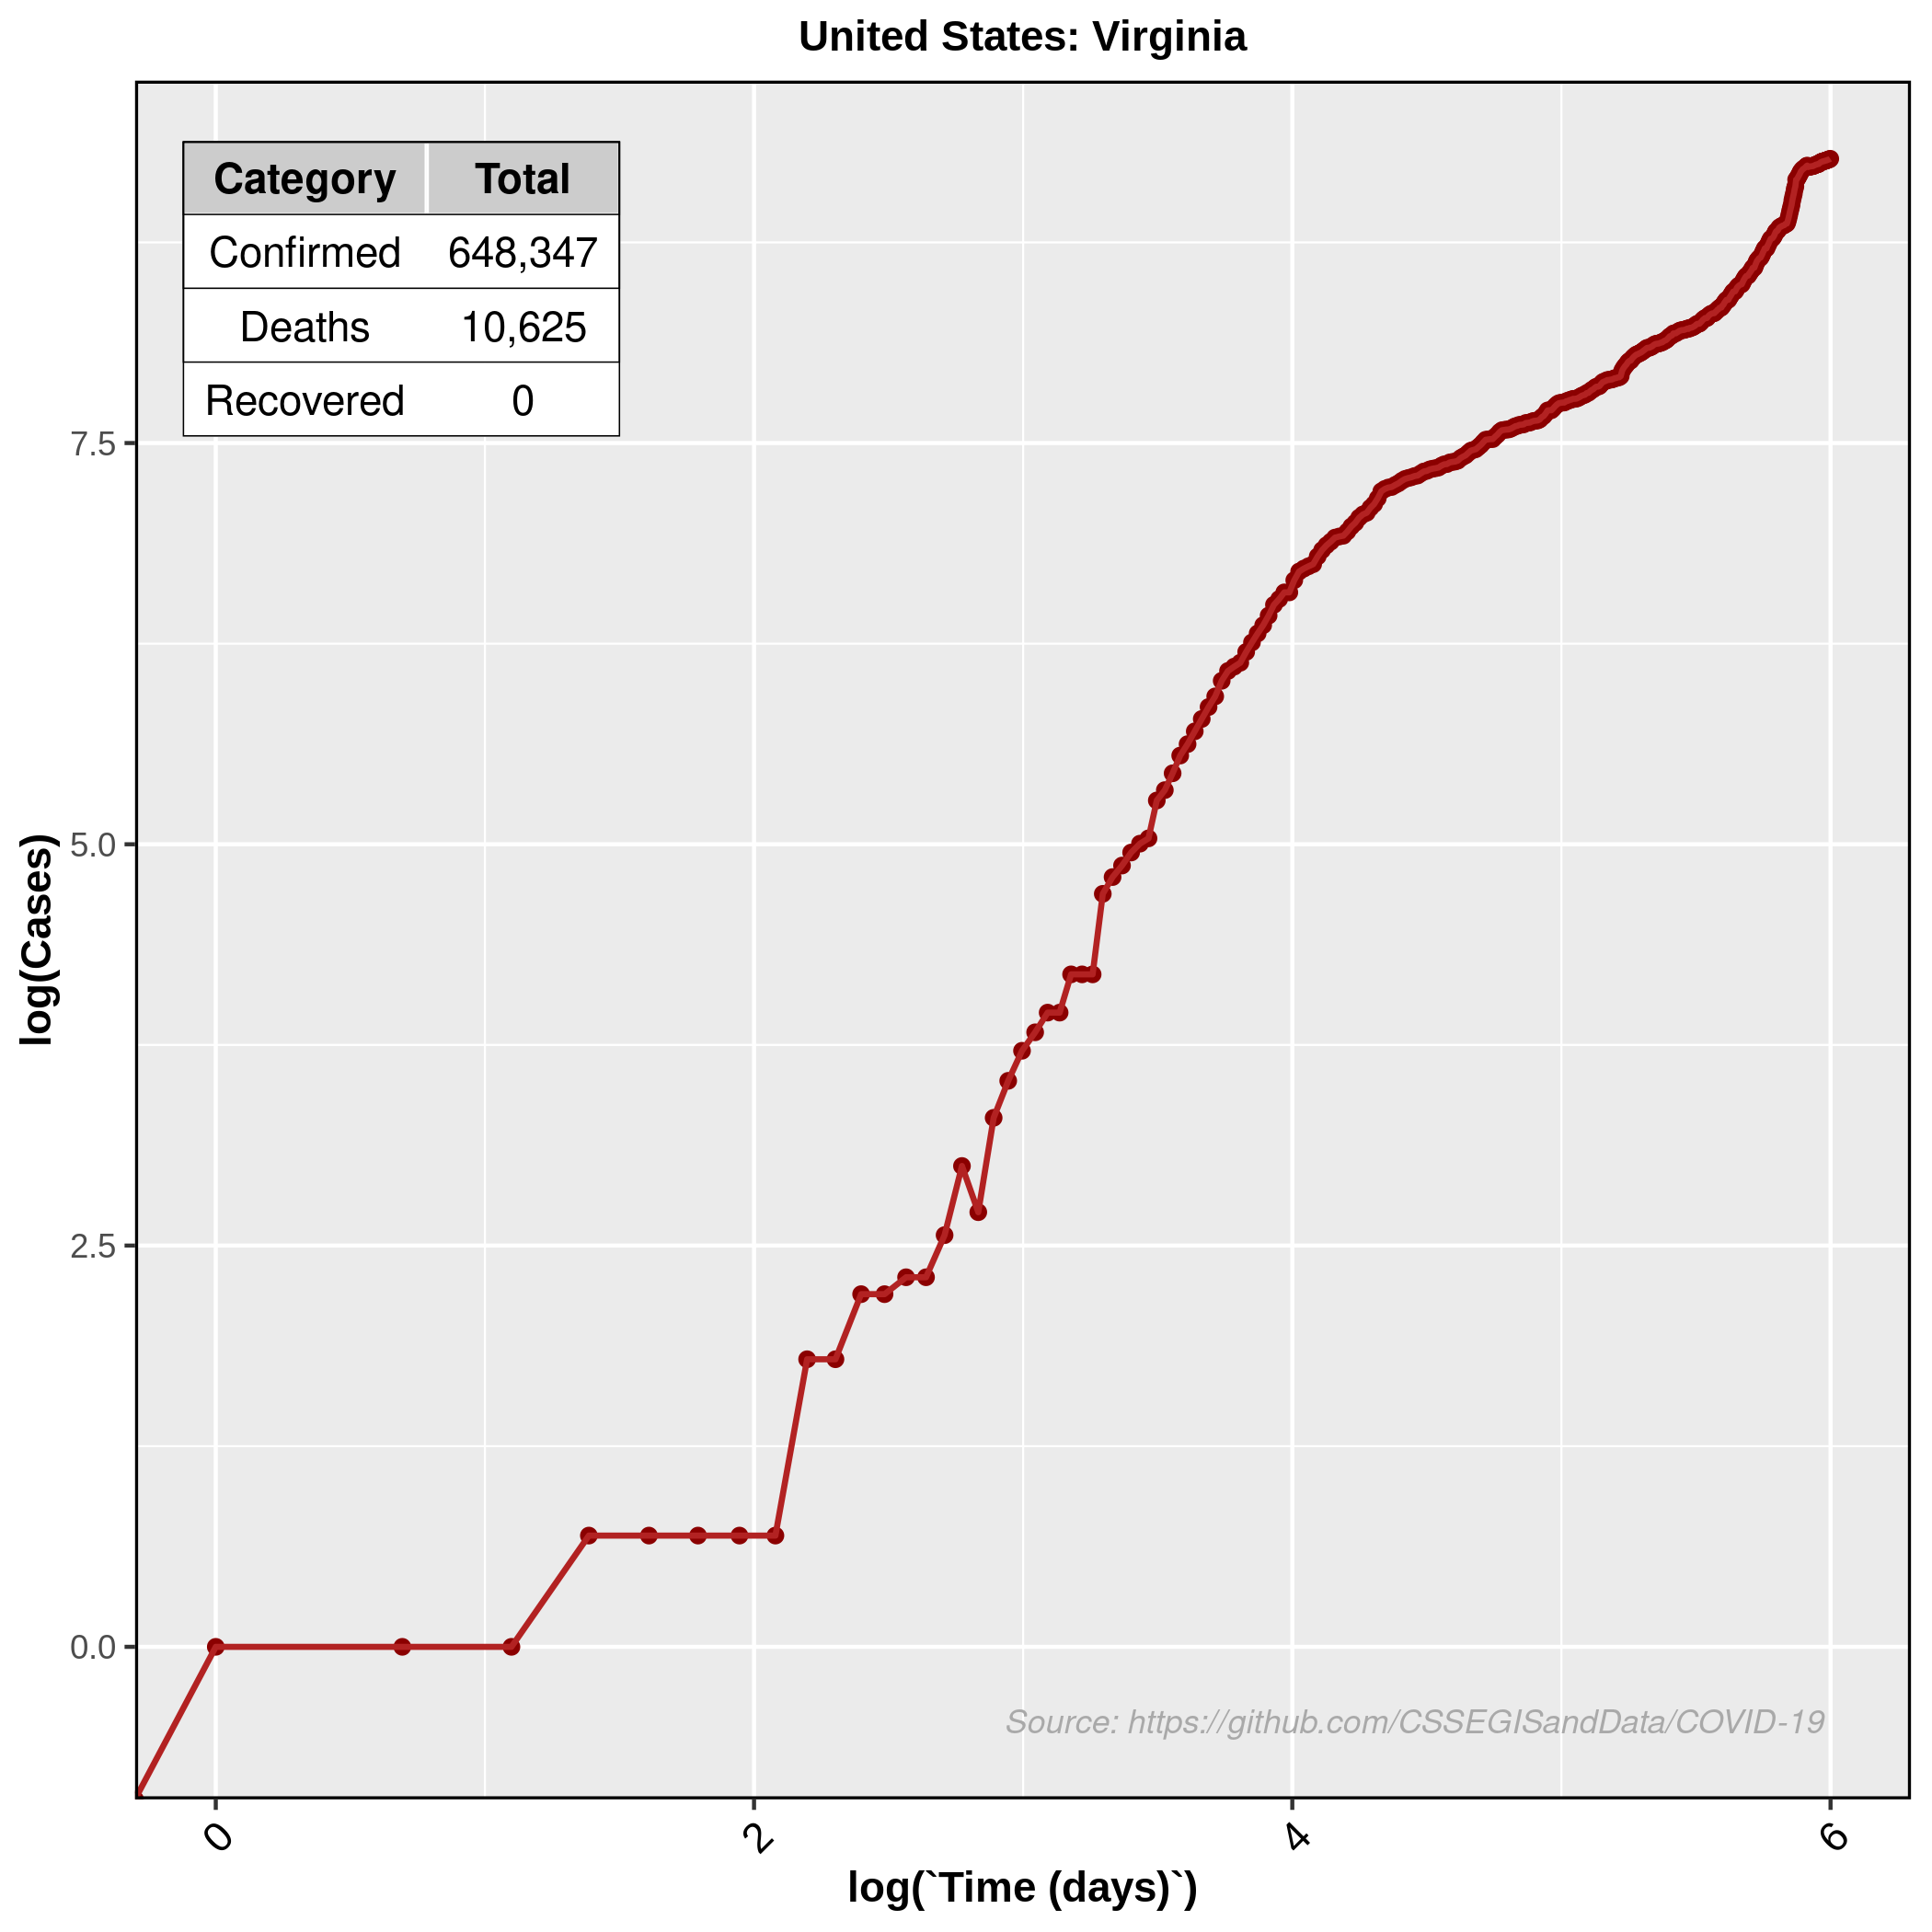 United States: Virginia
Category Total
Confirmed 648,347
Deaths 10,625
Recovered 0
7.5
5.0
2.5
0.0
log(Cases)
Source: https://github.com/CSSEGISandData/COVID-19
0 2 4 6
log(`Time (days)`)